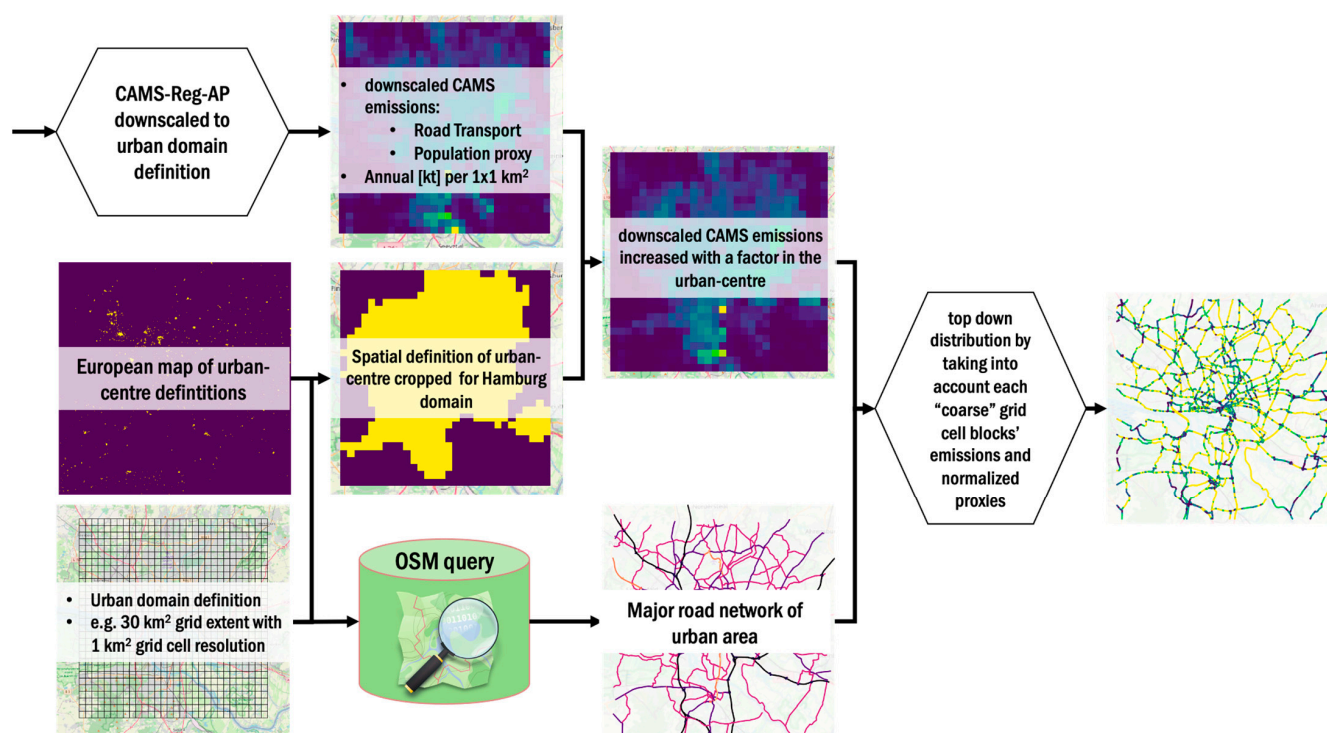 CAMS-Reg-AP
downscaled to
urban domain
definition
• downscaled CAMS
emissions:
• Road Transport
• Population proxy
• Annual [kt] per 1x1 km²
downscaled CAMS emissions
increased with a factor in the
urban-centre
European map of urban-
centre defintitions
Spatial definition of urban-
centre cropped for Hamburg
domain
top down
distribution by
taking into
account each
“coarse” grid
cell blocks’
emissions and
normalized
proxies
• Urban domain definition
• e.g. 30 km² grid extent with
1 km² grid cell resolution
OSM query
Major road network of
urban area